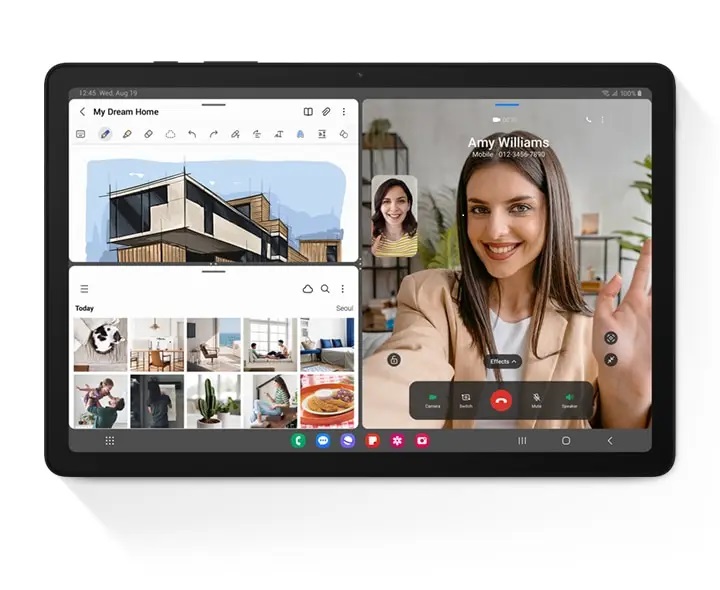 12:45 Wed, Aug 19
100%
My Dream Home
Today
Seoul
Amy Williams
Mobile 012-3456-7890
Effects
Camera
Switch
Mute
Speaker